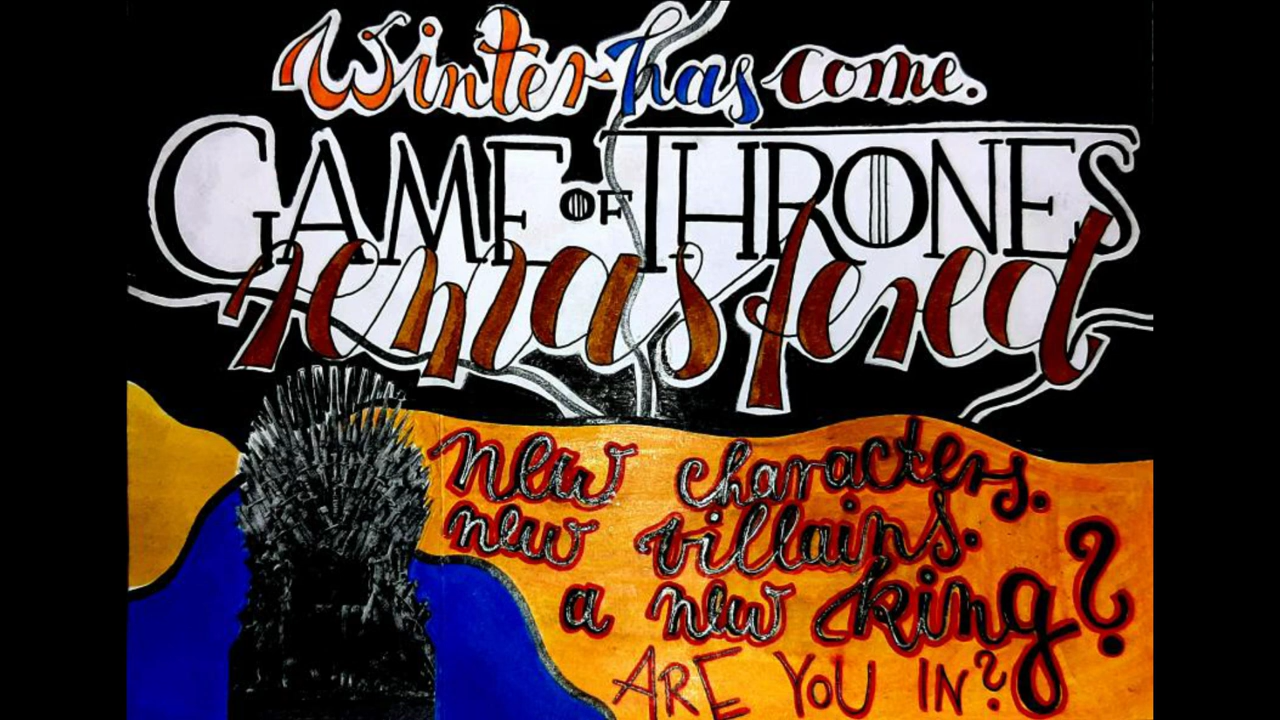 Winter has come.
GAME OF THRONES
remastered
new characters.
new villains.
a new king?
ARE YOU IN?